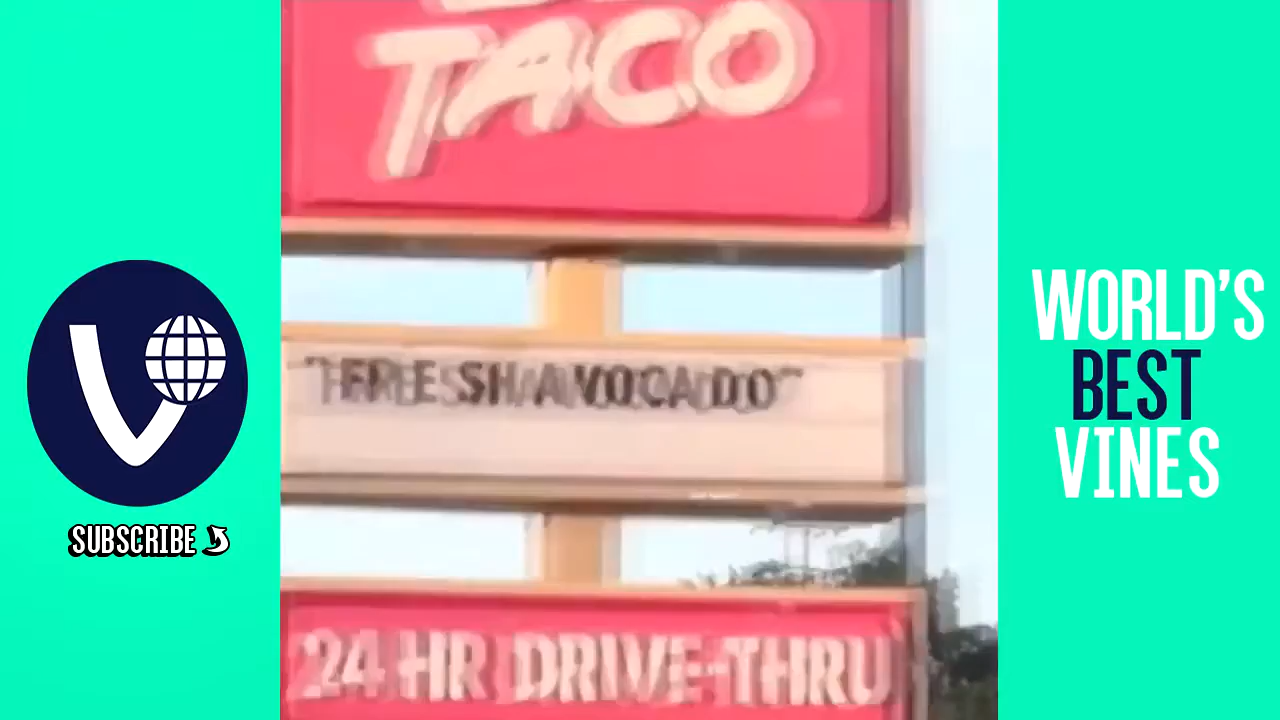 TACO
"FRESH AVOCADO"
24 HR DRIVE-THRU
SUBSCRIBE
WORLD'S
BEST
VINES